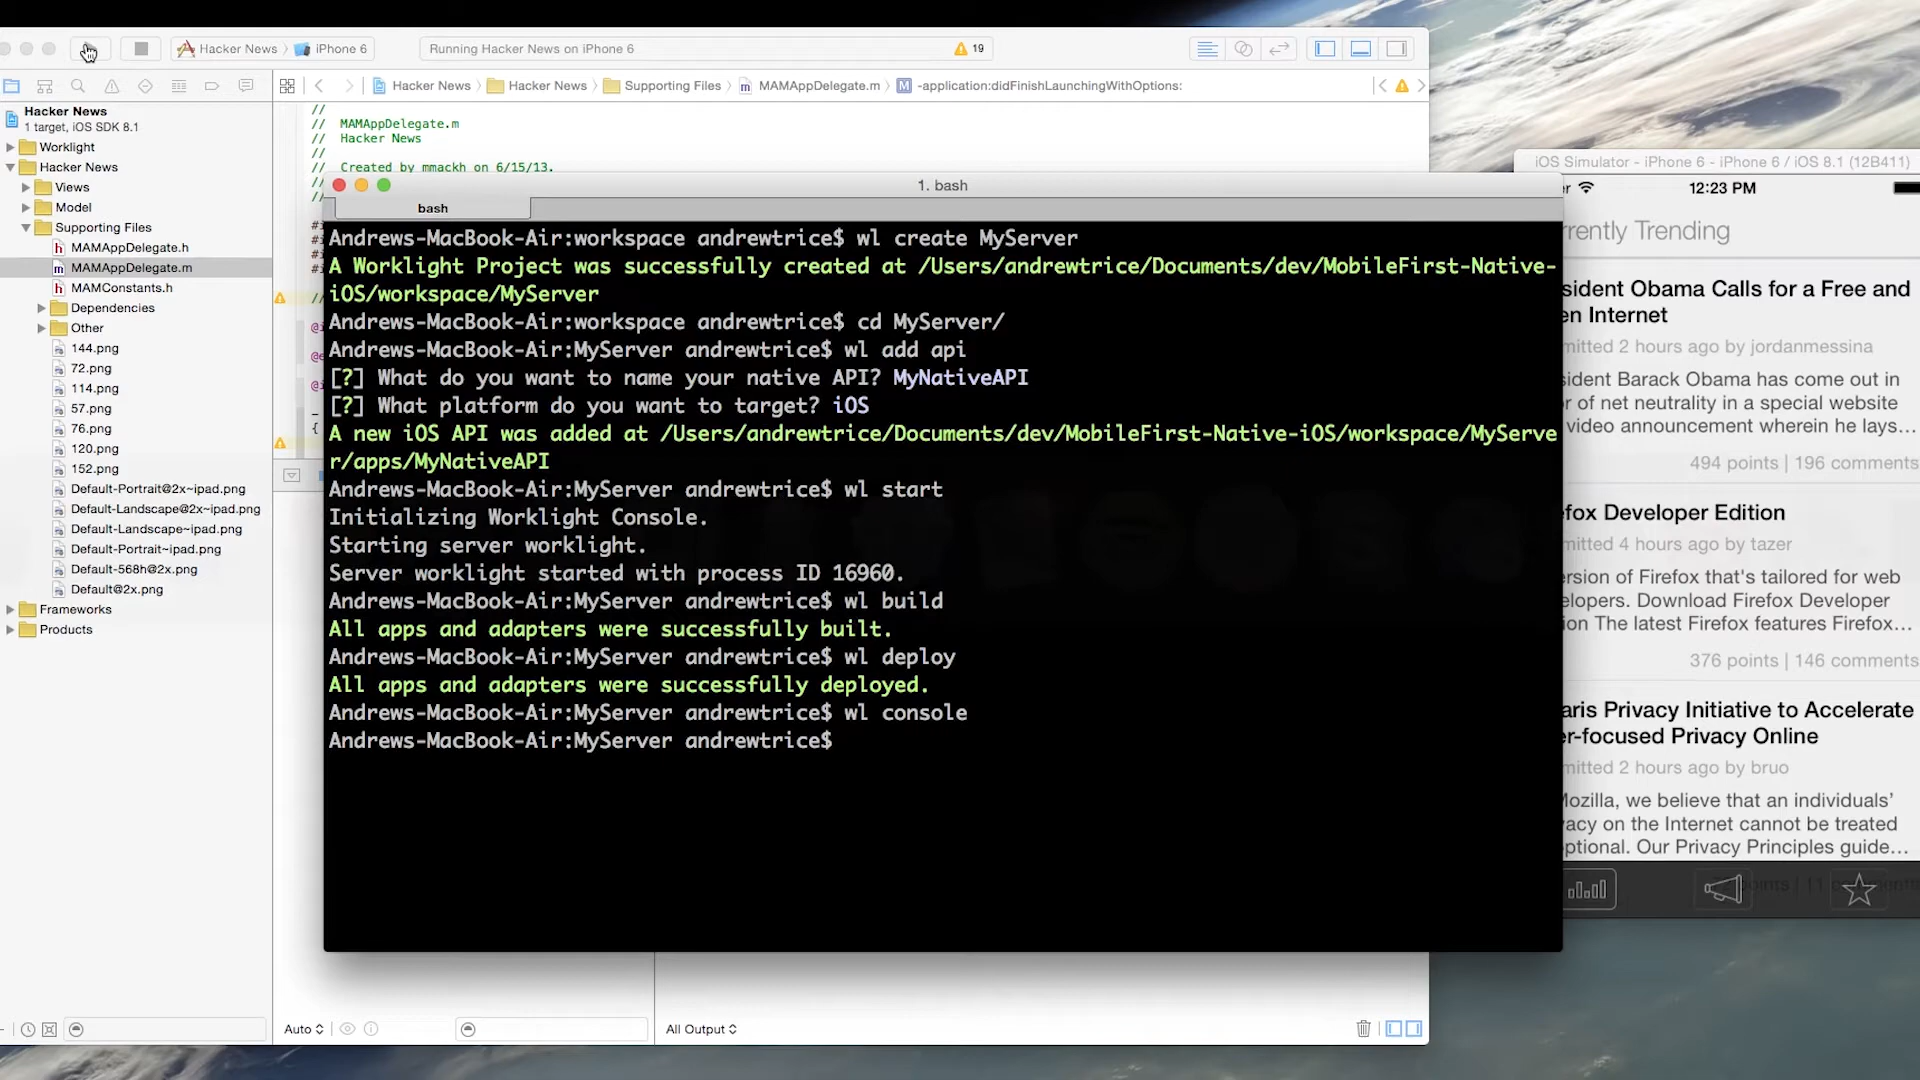 Hacker News
iPhone 6
Running Hacker News on iPhone 6
19
Hacker News
Hacker News
Supporting Files
m MAMAppDelegate.m
M -application:didFinishLaunchingWithOptions:
Hacker News
1 target, iOS SDK 8.1
Worklight
Hacker News
Views
Model
Supporting Files
h MAMAppDelegate.h
m MAMAppDelegate.m
h MAMConstants.h
Dependencies
Other
144.png
72.png
114.png
57.png
76.png
120.png
152.png
Default-Portrait@2x~ipad.png
Default-Landscape@2x~ipad.png
Default-Landscape~ipad.png
Default-Portrait~ipad.png
Default-568h@2x.png
Default@2x.png
Frameworks
Products
//
// MAMAppDelegate.m
// Hacker News
//
// Created by mmackh on 6/15/13.
1. bash
bash
Andrews-MacBook-Air:workspace andrewtrice$ wl create MyServer
A Worklight Project was successfully created at /Users/andrewtrice/Documents/dev/MobileFirst-Native-
iOS/workspace/MyServer
Andrews-MacBook-Air:workspace andrewtrice$ cd MyServer/
Andrews-MacBook-Air:MyServer andrewtrice$ wl add api
[?] What do you want to name your native API? MyNativeAPI
[?] What platform do you want to target? iOS
A new iOS API was added at /Users/andrewtrice/Documents/dev/MobileFirst-Native-iOS/workspace/MyServe
r/apps/MyNativeAPI
Andrews-MacBook-Air:MyServer andrewtrice$ wl start
Initializing Worklight Console.
Starting server worklight.
Server worklight started with process ID 16960.
Andrews-MacBook-Air:MyServer andrewtrice$ wl build
All apps and adapters were successfully built.
Andrews-MacBook-Air:MyServer andrewtrice$ wl deploy
All apps and adapters were successfully deployed.
Andrews-MacBook-Air:MyServer andrewtrice$ wl console
Andrews-MacBook-Air:MyServer andrewtrice$
iOS Simulator - iPhone 6 - iPhone 6 / iOS 8.1 (12B411)
12:23 PM
rrently Trending
sident Obama Calls for a Free and
en Internet
mitted 2 hours ago by jordanmessina
sident Barack Obama has come out in
or of net neutrality in a special website
video announcement wherein he lays...
494 points | 196 comments
efox Developer Edition
mitted 4 hours ago by tazer
ersion of Firefox that's tailored for web
elopers. Download Firefox Developer
ion The latest Firefox features Firefox...
376 points | 146 comments
aris Privacy Initiative to Accelerate
er-focused Privacy Online
mitted 2 hours ago by bruo
Mozilla, we believe that an individuals'
vacy on the Internet cannot be treated
optional. Our Privacy Principles guide...
Auto
All Output